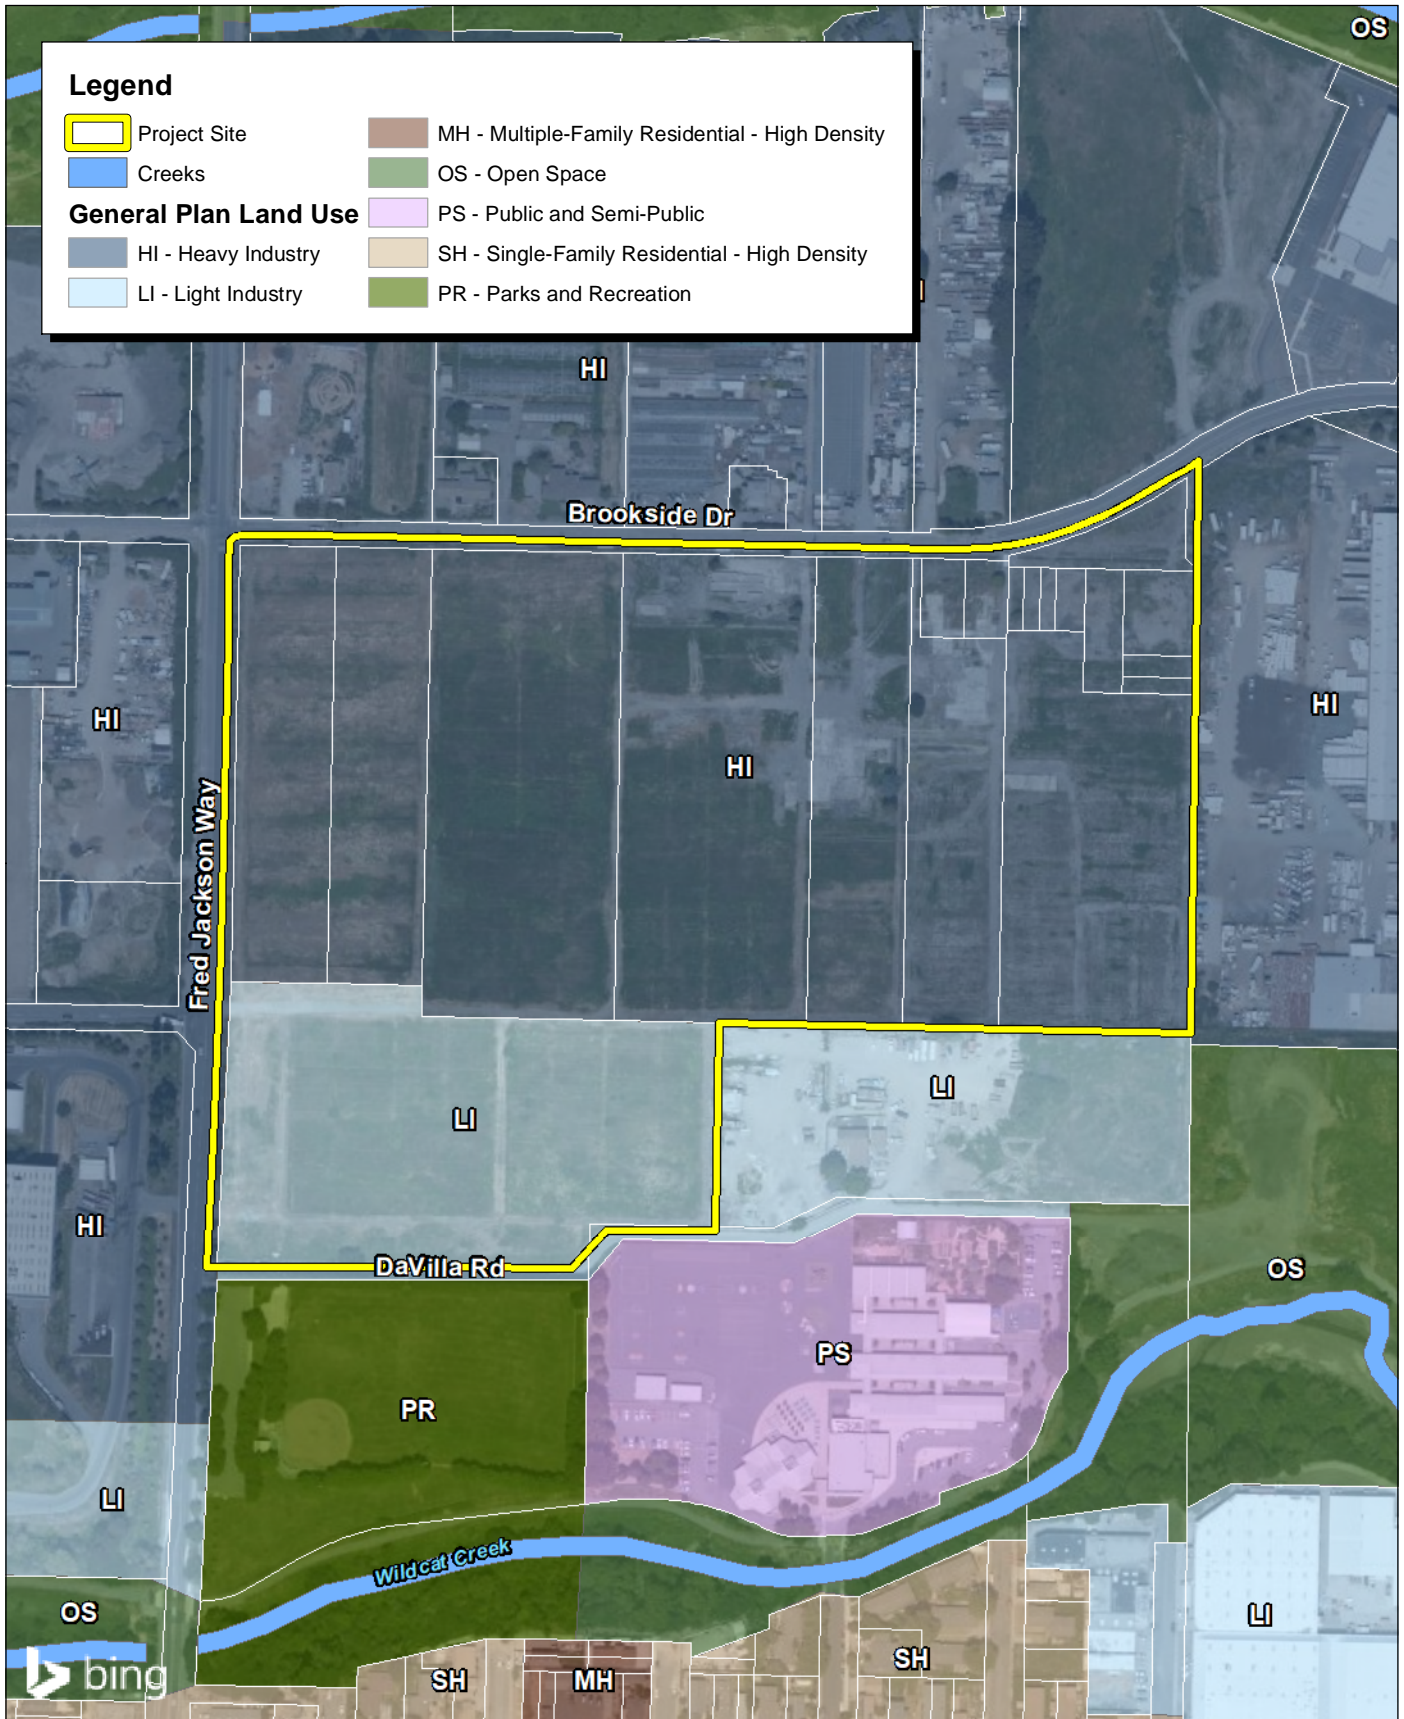 OS
Legend
Project Site
Creeks
General Plan Land Use
HI - Heavy Industry
LI - Light Industry
MH - Multiple-Family Residential - High Density
OS - Open Space
PS - Public and Semi-Public
SH - Single-Family Residential - High Density
PR - Parks and Recreation
HI
Brookside Dr
HI
HI
HI
Fred Jackson Way
LI
LI
HI
DaVilla Rd
OS
PS
PR
LI
Wildcat Creek
OS
LI
SH
MH
SH
bing